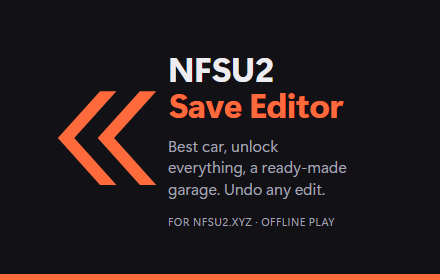 NFSU2
Save Editor
Best car, unlock
everything, a ready-made
garage. Undo any edit.
FOR NFSU2.XYZ · OFFLINE PLAY